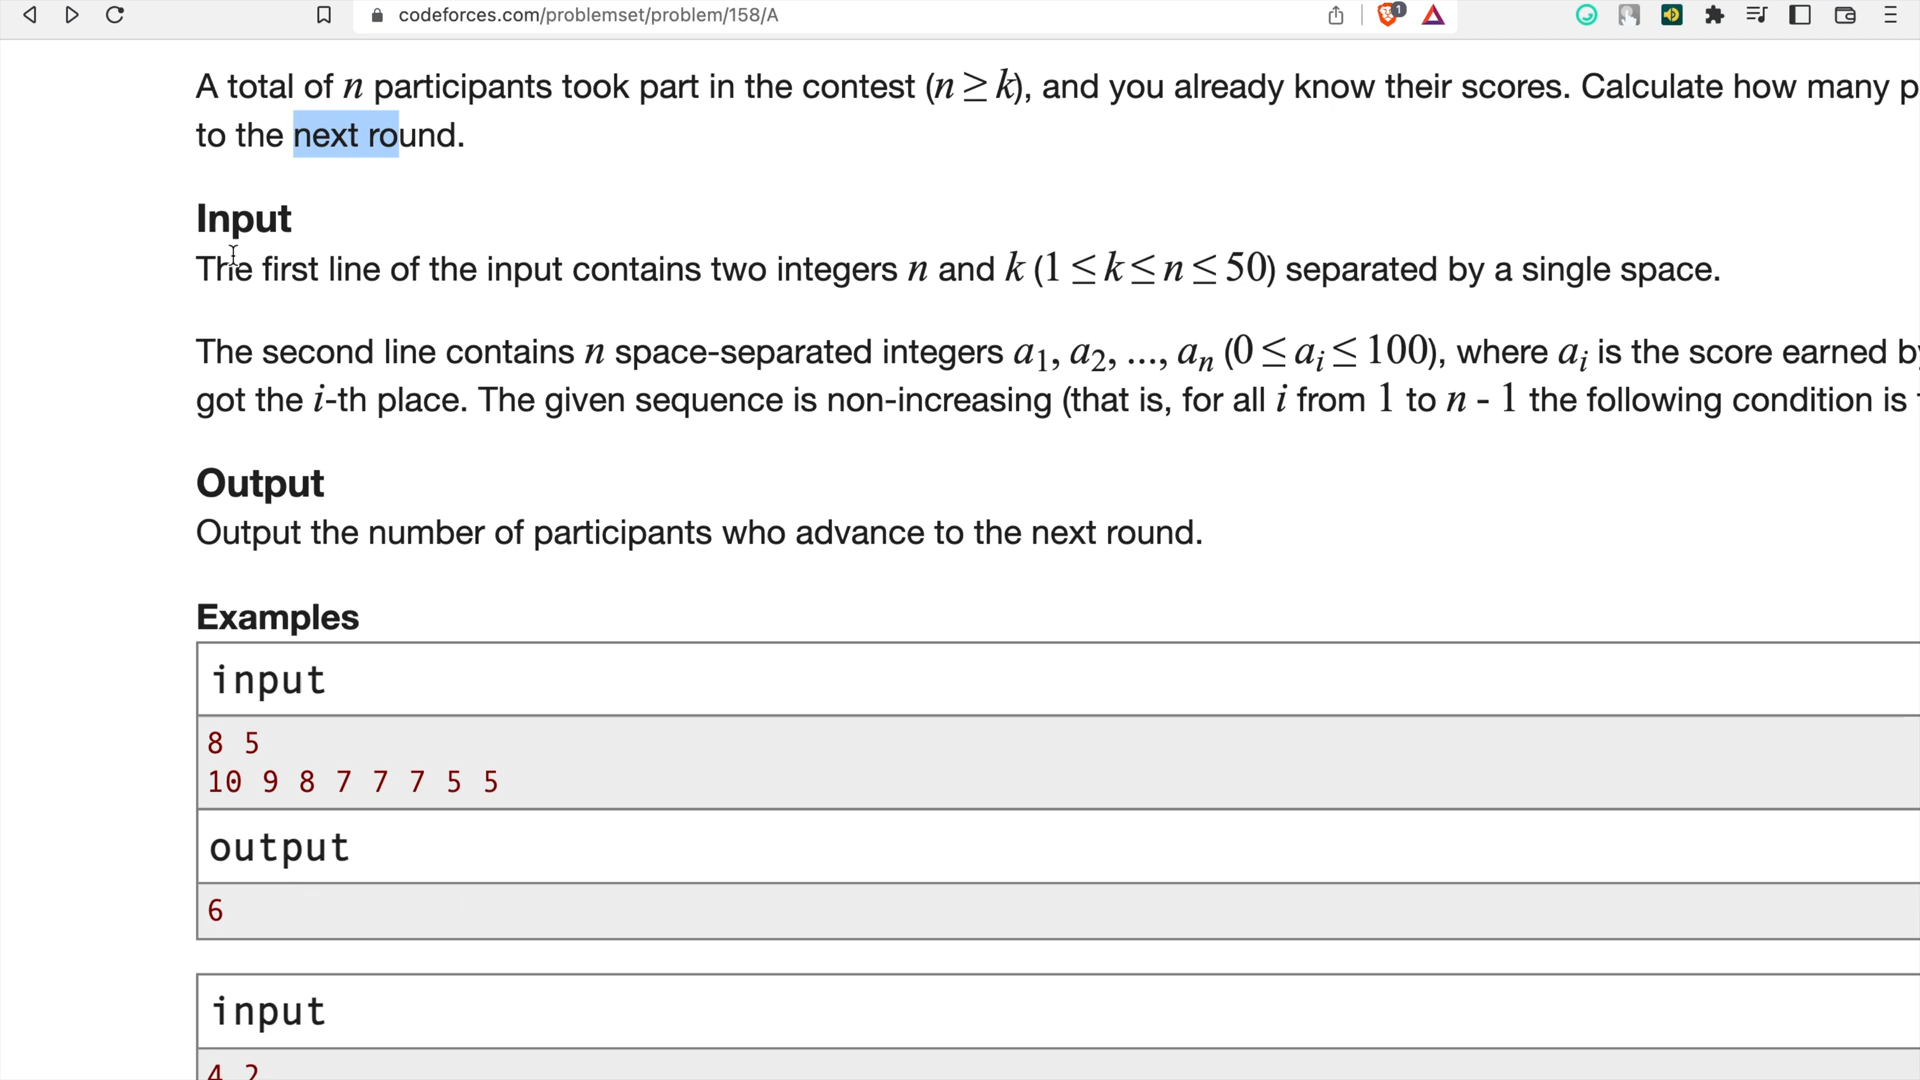 codeforces.com/problemset/problem/158/A
1
A total of n participants took part in the contest (n ≥ k), and you already know their scores. Calculate how many p
to the next round.
Input
The first line of the input contains two integers n and k (1 ≤ k ≤ n ≤ 50) separated by a single space.
The second line contains n space-separated integers a1, a2, ..., an (0 ≤ ai ≤ 100), where ai is the score earned by
got the i-th place. The given sequence is non-increasing (that is, for all i from 1 to n - 1 the following condition is
Output
Output the number of participants who advance to the next round.
Examples
input
8 5
10 9 8 7 7 7 5 5
output
6
input
4 2